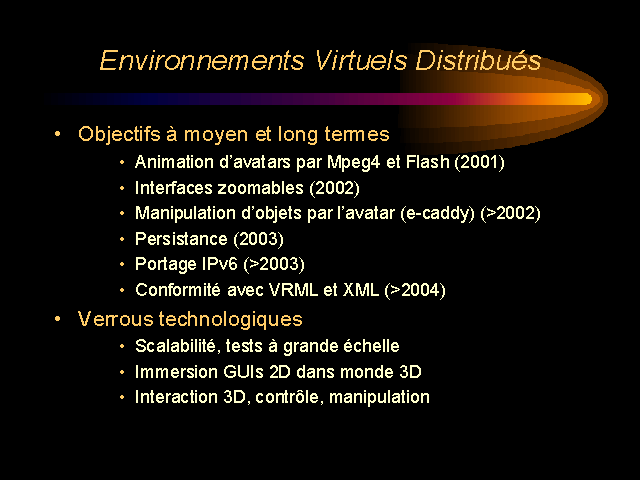 Environnements Virtuels Distribués
• Objectifs à moyen et long termes
• Animation d'avatars par Mpeg4 et Flash (2001)
• Interfaces zoomables (2002)
• Manipulation d'objets par l'avatar (e-caddy) (>2002)
• Persistance (2003)
• Portage IPv6 (>2003)
• Conformité avec VRML et XML (>2004)
• Verrous technologiques
• Scalabilité, tests à grande échelle
• Immersion GUIs 2D dans monde 3D
• Interaction 3D, contrôle, manipulation